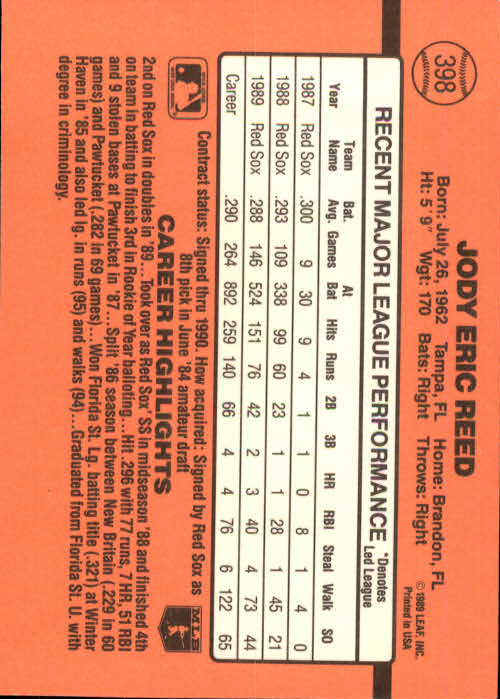 398
JODY ERIC REED
Born: July 26, 1962 Tampa, FL Home: Brandon, FL
Ht: 5' 9" Wgt: 170 Bats: Right Throws: Right
© 1989 LEAF, INC.
Printed in USA
RECENT MAJOR LEAGUE PERFORMANCE *Denotes Led League
Year Team Name Bat. Avg. Games At Bat Hits Runs 2B 3B HR RBI Steal Walk SO
1987 Red Sox .300 9 30 9 4 1 1 0 8 1 4 0
1988 Red Sox .293 109 338 99 60 23 1 1 28 1 45 21
1989 Red Sox .288 146 524 151 76 42 2 3 40 4 73 44
Career .290 264 892 259 140 66 4 4 76 6 122 65
Contract status: Signed thru 1990. How acquired: Signed by Red Sox as
8th pick in June '84 amateur draft
MLB
CAREER HIGHLIGHTS
2nd on Red Sox in doubles in '89...Took over as Red Sox' SS in midseason '88 and finished 4th
on team in batting to finish 3rd in Rookie of Year balloting...Hit .296 with 77 runs, 7 HR, 51 RBI
and 9 stolen bases at Pawtucket in '87...Split '86 season between New Britain (.229 in 60
games) and Pawtucket (.282 in 69 games)...Won Florida St. Lg. batting title (.321) at Winter
Haven in '85 and also led lg. in runs (95) and walks (94)...Graduated from Florida St. U. with
degree in criminology.